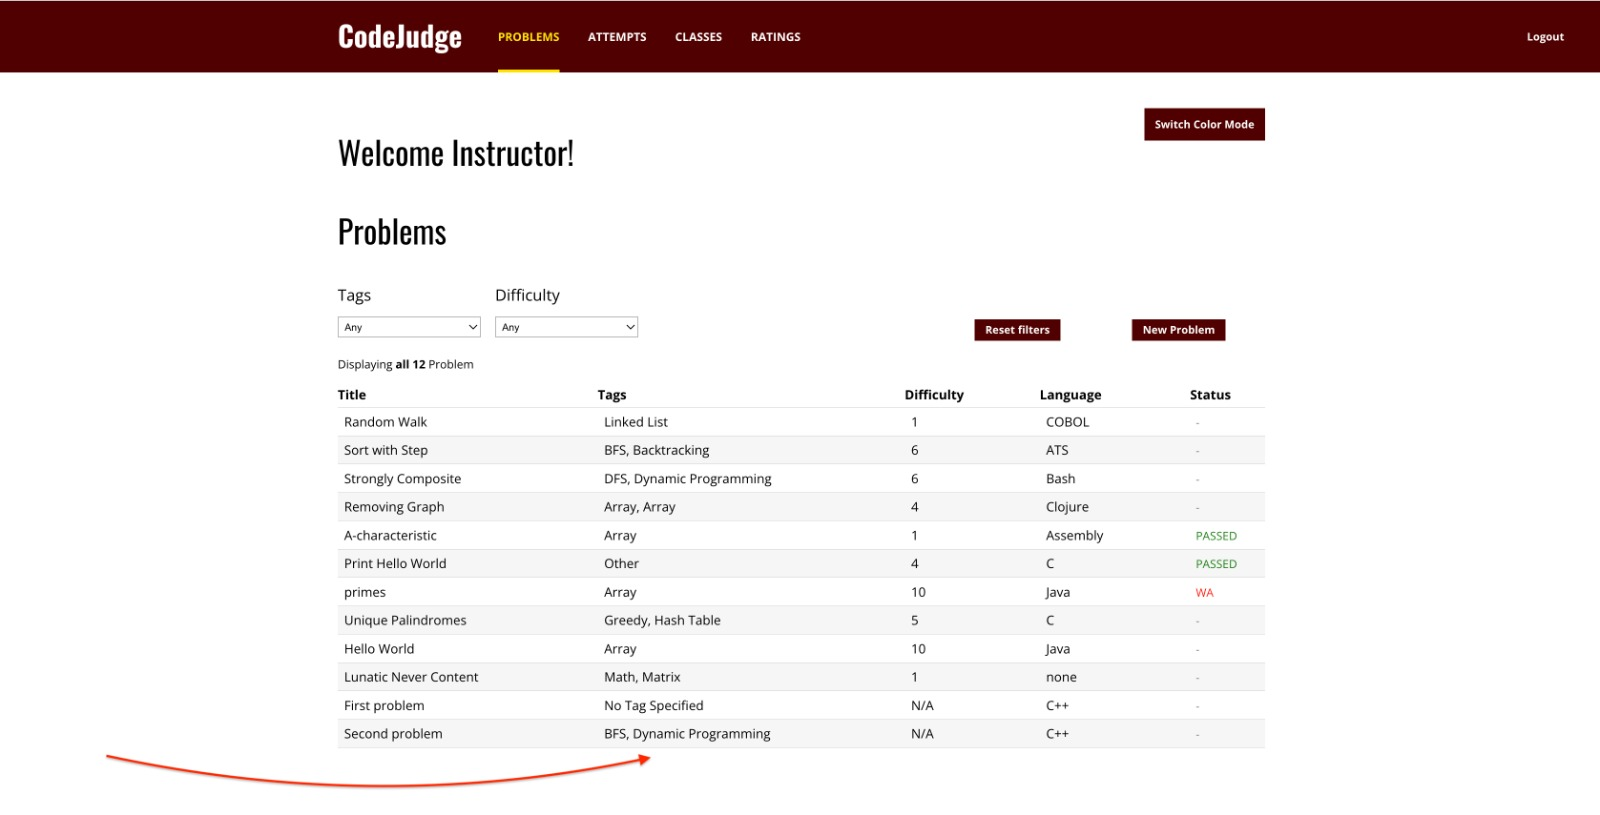 CodeJudge PROBLEMS ATTEMPTS CLASSES RATINGS Logout
Switch Color Mode
Welcome Instructor!
Problems
Tags Difficulty
Any Any Reset filters New Problem
Displaying all 12 Problem
Title Tags Difficulty Language Status
Random Walk Linked List 1 COBOL -
Sort with Step BFS, Backtracking 6 ATS -
Strongly Composite DFS, Dynamic Programming 6 Bash -
Removing Graph Array, Array 4 Clojure -
A-characteristic Array 1 Assembly PASSED
Print Hello World Other 4 C PASSED
primes Array 10 Java WA
Unique Palindromes Greedy, Hash Table 5 C -
Hello World Array 10 Java -
Lunatic Never Content Math, Matrix 1 none -
First problem No Tag Specified N/A C++ -
Second problem BFS, Dynamic Programming N/A C++ -